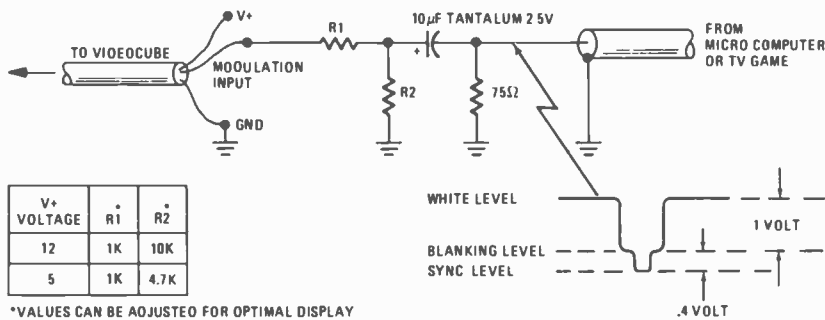 V+
TO VIDEOCUBE
MODULATION
INPUT
GND
R1
10µF TANTALUM 25V
+
R2
75Ω
FROM
MICRO COMPUTER
OR TV GAME
V+ VOLTAGE R1* R2*
12 1K 10K
5 1K 4.7K
*VALUES CAN BE ADJUSTED FOR OPTIMAL DISPLAY
WHITE LEVEL
1 VOLT
BLANKING LEVEL
SYNC LEVEL
.4 VOLT